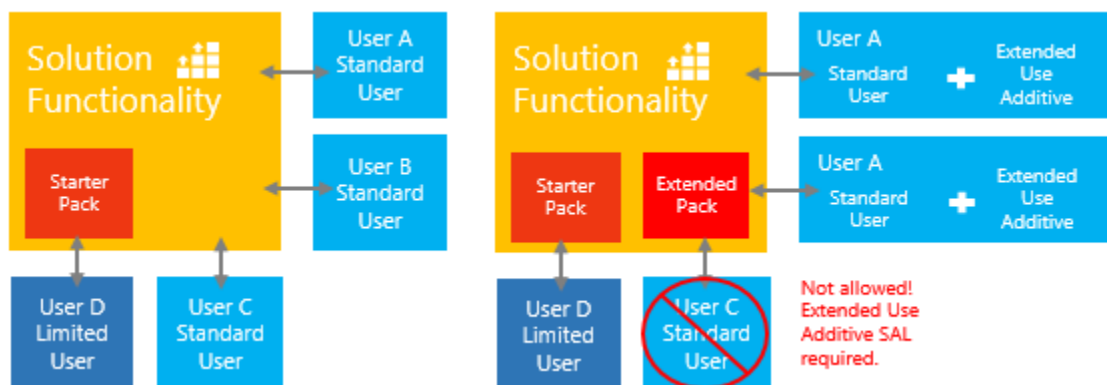 Solution
Functionality
Starter
Pack
User A
Standard
User
User B
Standard
User
User D
Limited
User
User C
Standard
User
Solution
Functionality
Starter
Pack
Extended
Pack
User A
Standard
User
Extended
Use
Additive
User A
Standard
User
Extended
Use
Additive
User D
Limited
User
User C
Standard
User
Not allowed!
Extended Use
Additive SAL
required.